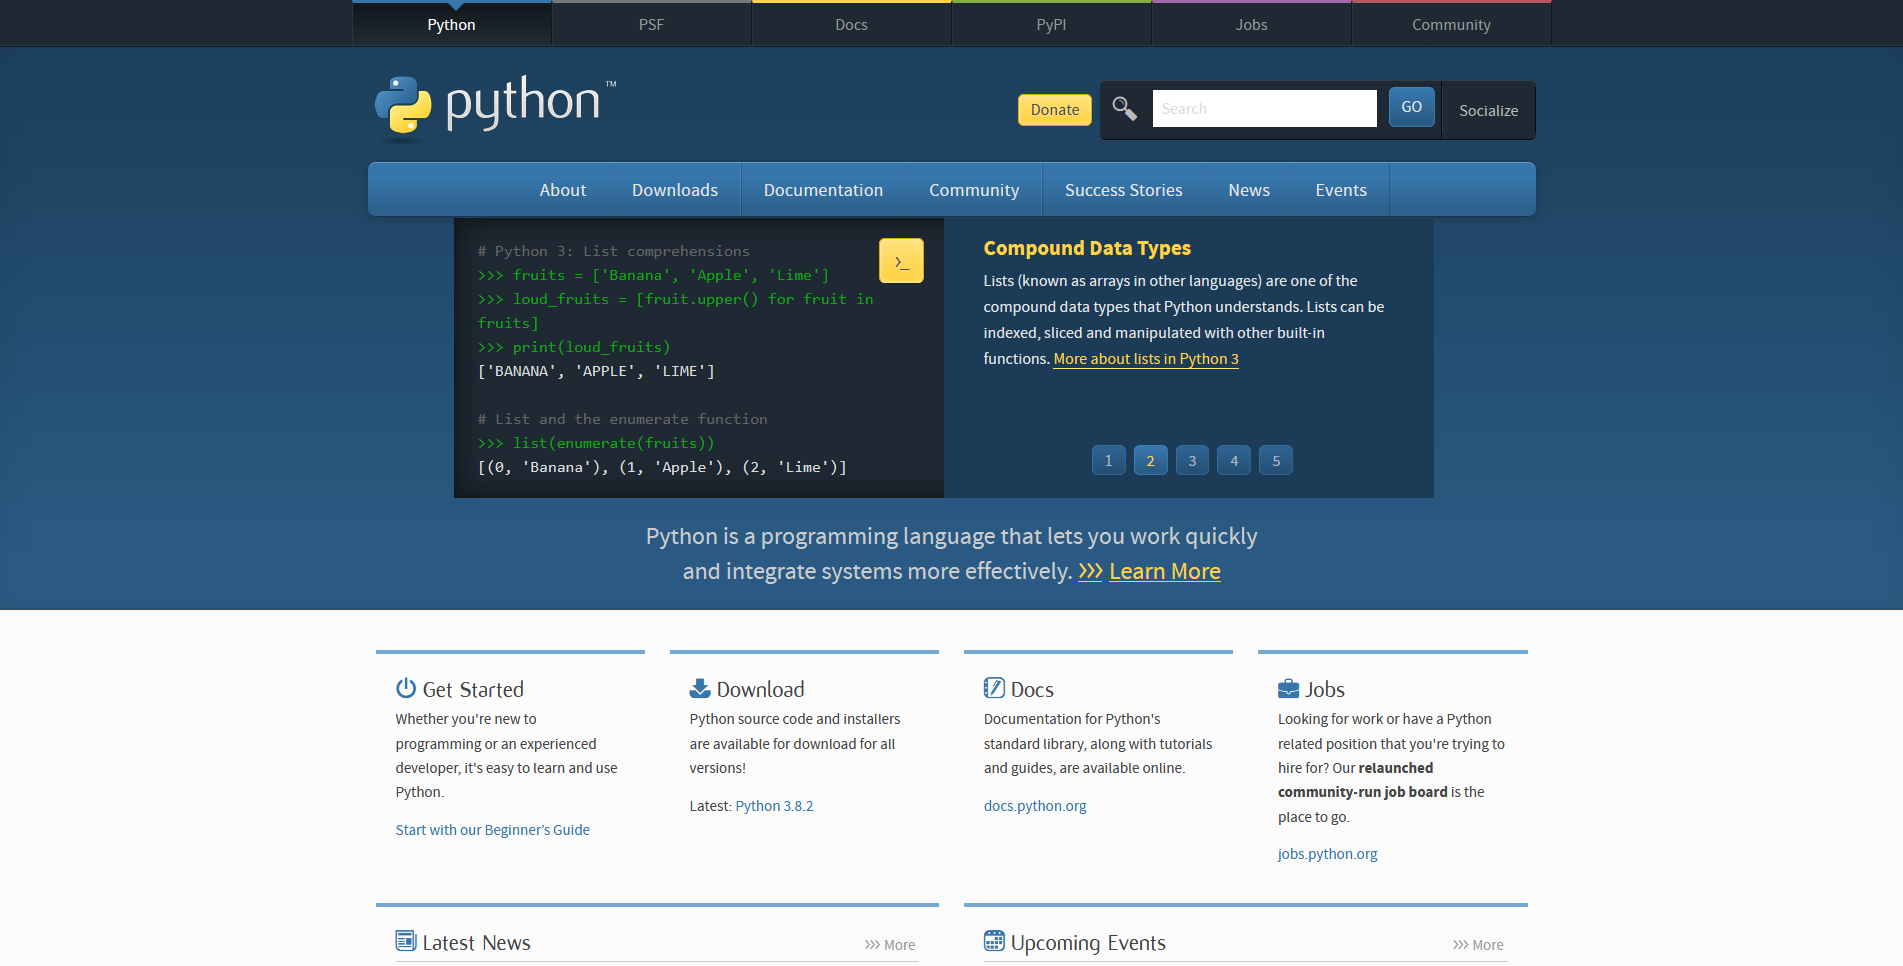 Python
PSF
Docs
PyPI
Jobs
Community
python™
Donate
Search
GO
Socialize
About
Downloads
Documentation
Community
Success Stories
News
Events
# Python 3: List comprehensions
>>> fruits = ['Banana', 'Apple', 'Lime']
>>> loud_fruits = [fruit.upper() for fruit in
fruits]
>>> print(loud_fruits)
['BANANA', 'APPLE', 'LIME']
# List and the enumerate function
>>> list(enumerate(fruits))
[(0, 'Banana'), (1, 'Apple'), (2, 'Lime')]
>_
Compound Data Types
Lists (known as arrays in other languages) are one of the
compound data types that Python understands. Lists can be
indexed, sliced and manipulated with other built-in
functions. More about lists in Python 3
1 2 3 4 5
Python is a programming language that lets you work quickly
and integrate systems more effectively. >>> Learn More
Get Started
Whether you're new to
programming or an experienced
developer, it's easy to learn and use
Python.
Start with our Beginner’s Guide
Download
Python source code and installers
are available for download for all
versions!
Latest: Python 3.8.2
Docs
Documentation for Python's
standard library, along with tutorials
and guides, are available online.
docs.python.org
Jobs
Looking for work or have a Python
related position that you're trying to
hire for? Our relaunched
community-run job board is the
place to go.
jobs.python.org
Latest News
>>> More
Upcoming Events
>>> More